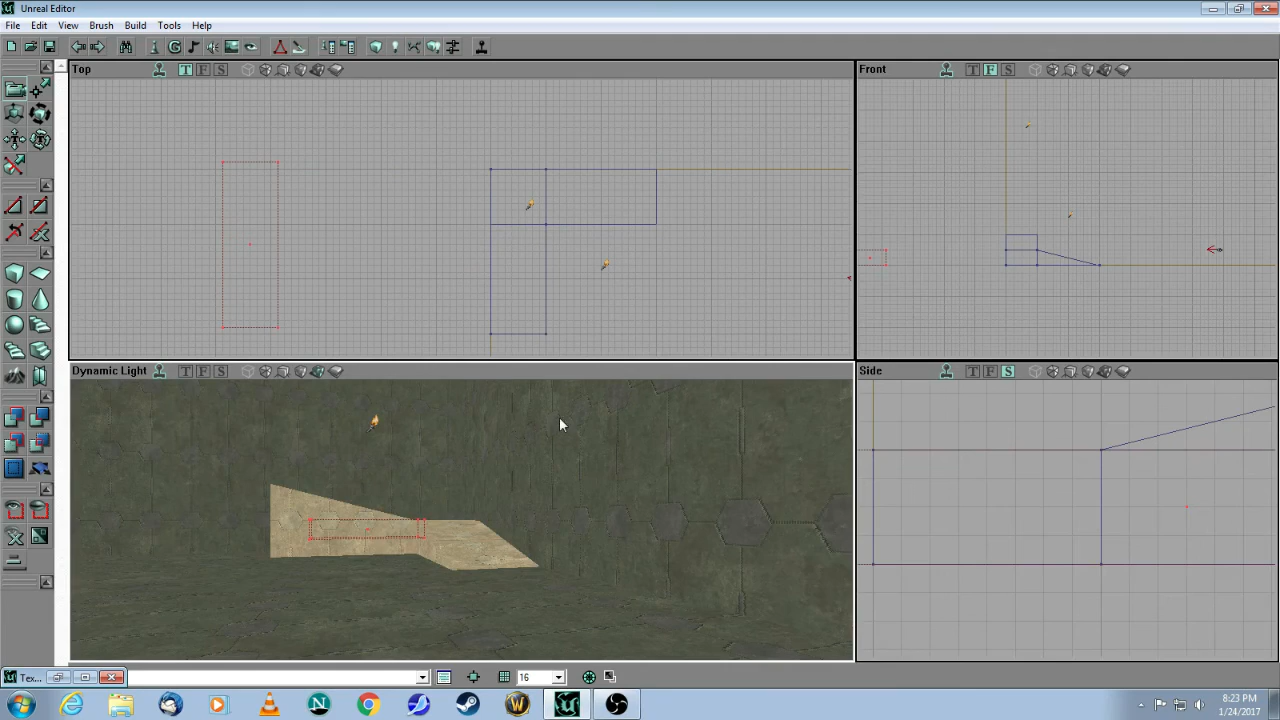 Unreal Editor
File Edit View Brush Build Tools Help
Top T F S
Front T F S
Dynamic Light T F S
Side T F S
Tex...
16
8:23 PM
1/24/2017